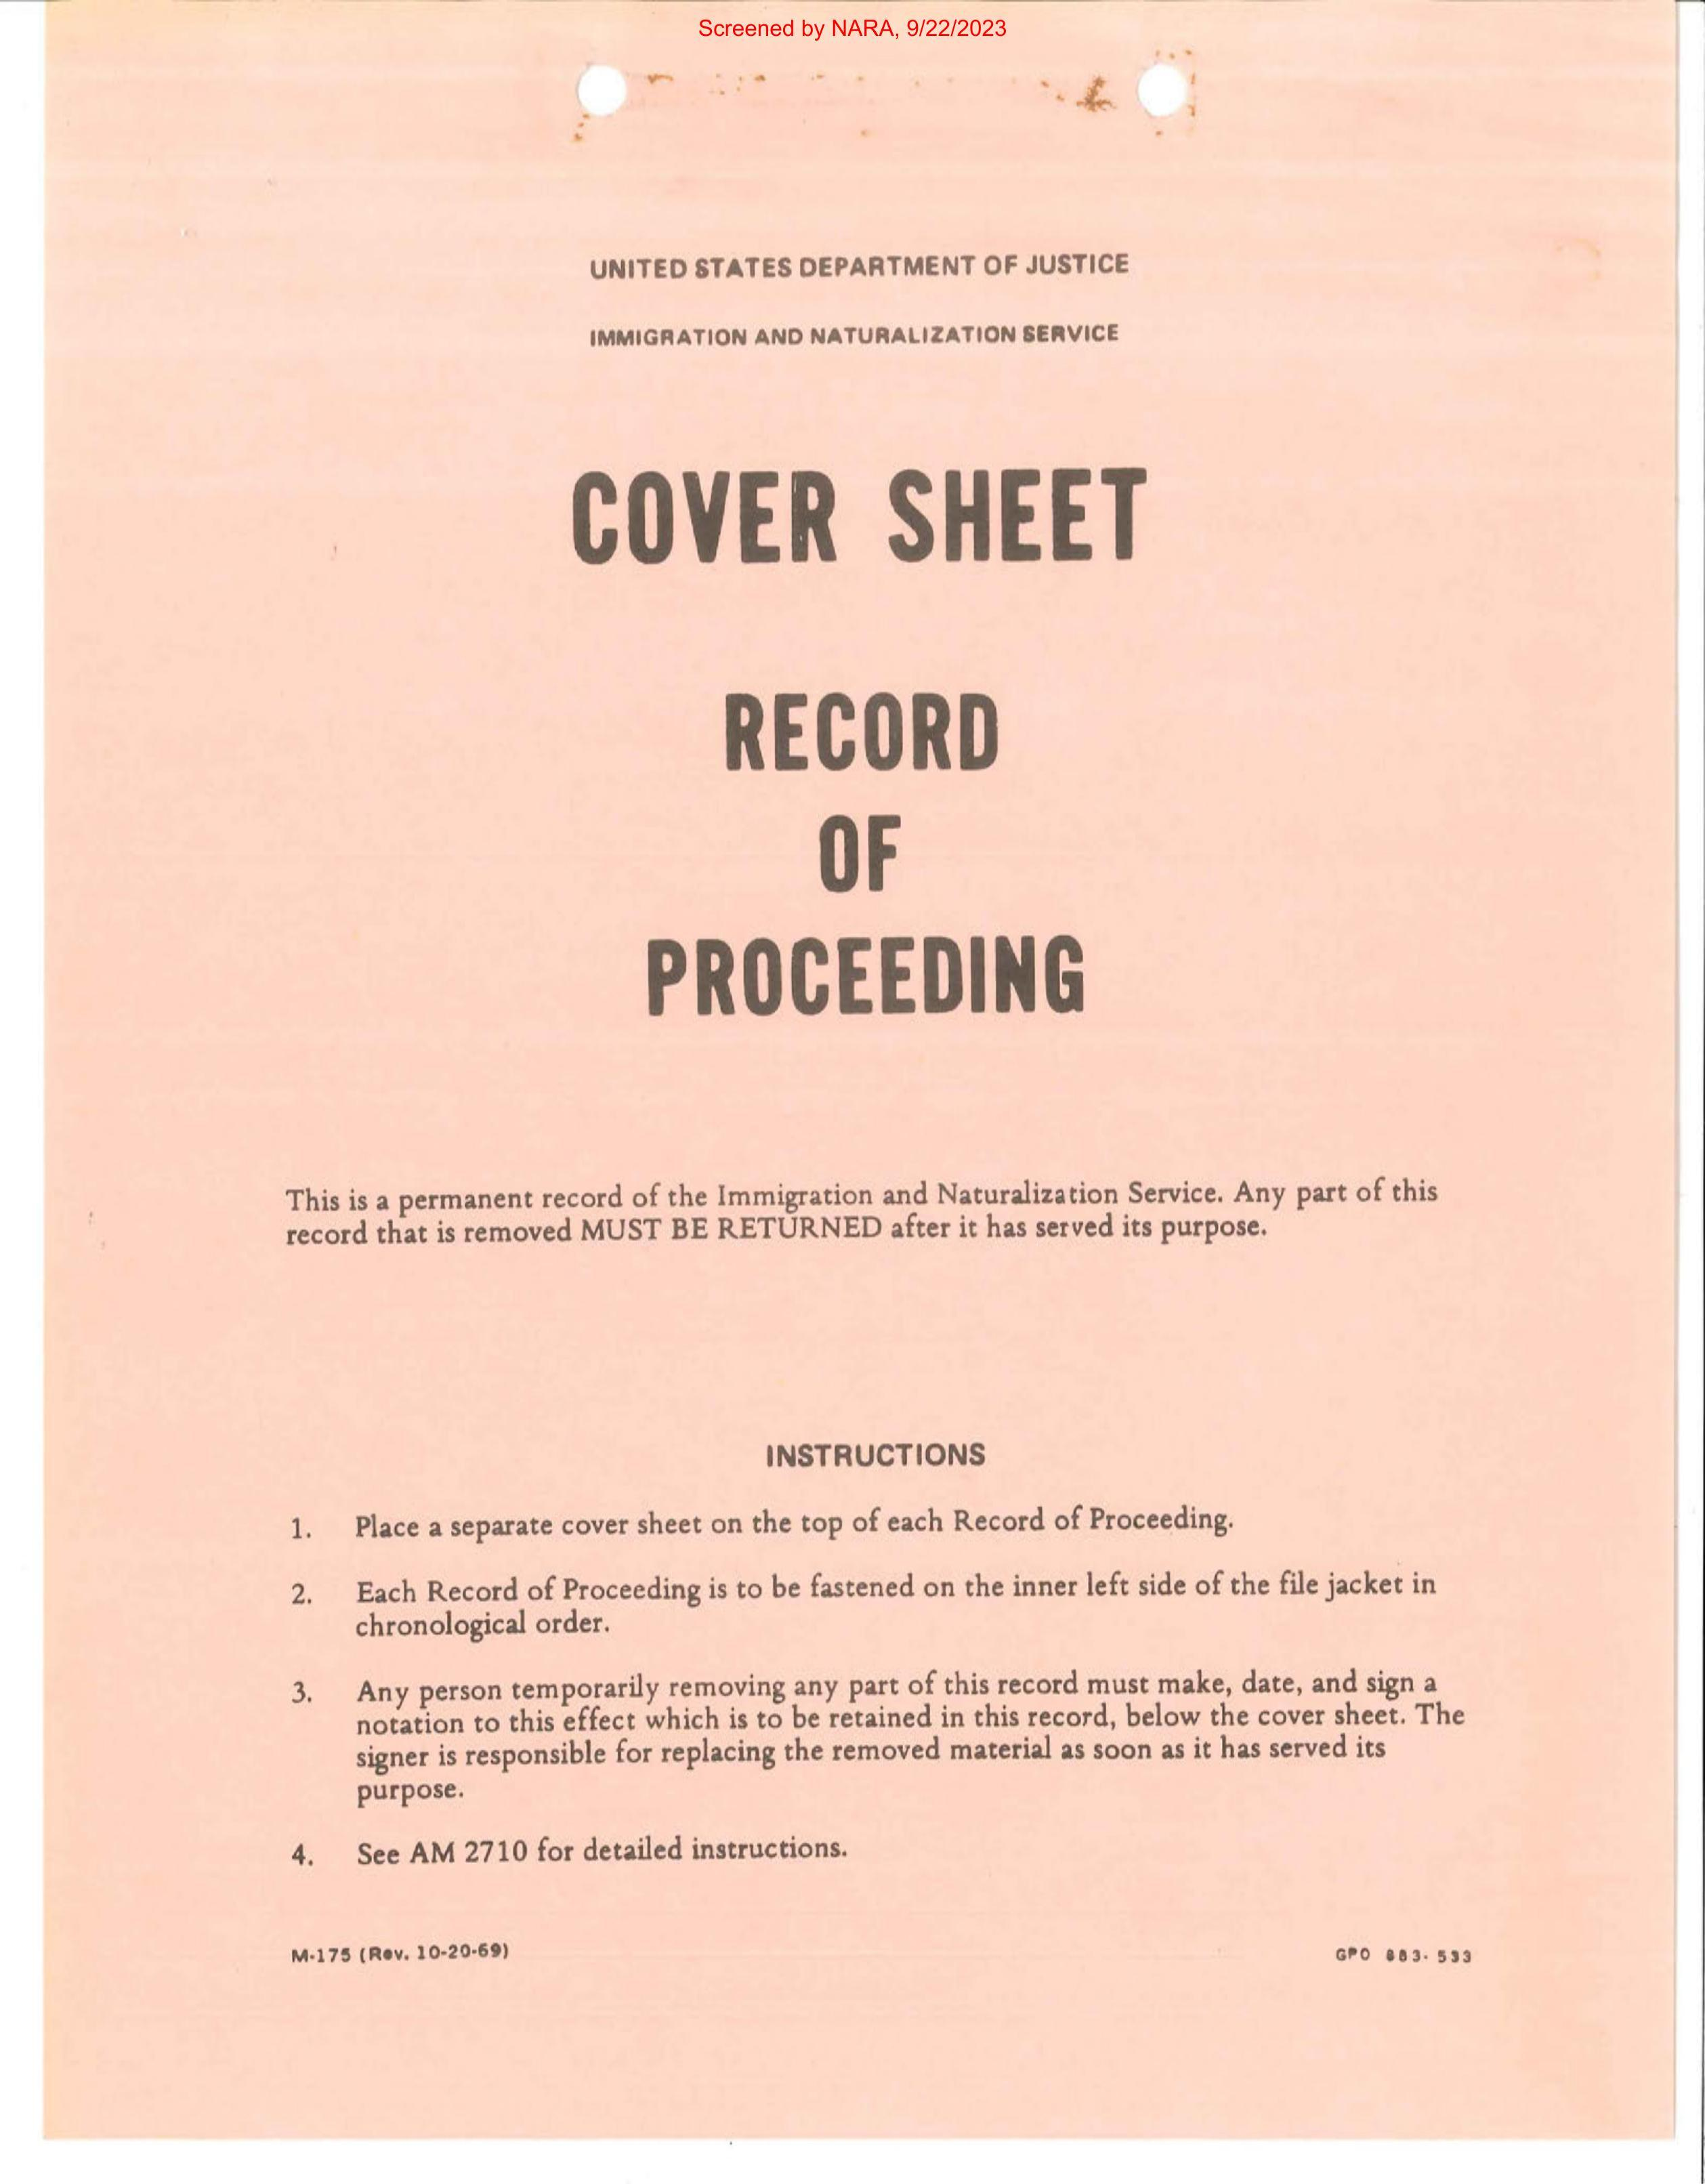 Screened by NARA, 9/22/2023
UNITED STATES DEPARTMENT OF JUSTICE
IMMIGRATION AND NATURALIZATION SERVICE
COVER SHEET
RECORD
OF
PROCEEDING
This is a permanent record of the Immigration and Naturalization Service. Any part of this
record that is removed MUST BE RETURNED after it has served its purpose.
INSTRUCTIONS
1. Place a separate cover sheet on the top of each Record of Proceeding.
2. Each Record of Proceeding is to be fastened on the inner left side of the file jacket in
chronological order.
3. Any person temporarily removing any part of this record must make, date, and sign a
notation to this effect which is to be retained in this record, below the cover sheet. The
signer is responsible for replacing the removed material as soon as it has served its
purpose.
4. See AM 2710 for detailed instructions.
M-175 (Rev. 10-20-69)
GPO 883-533